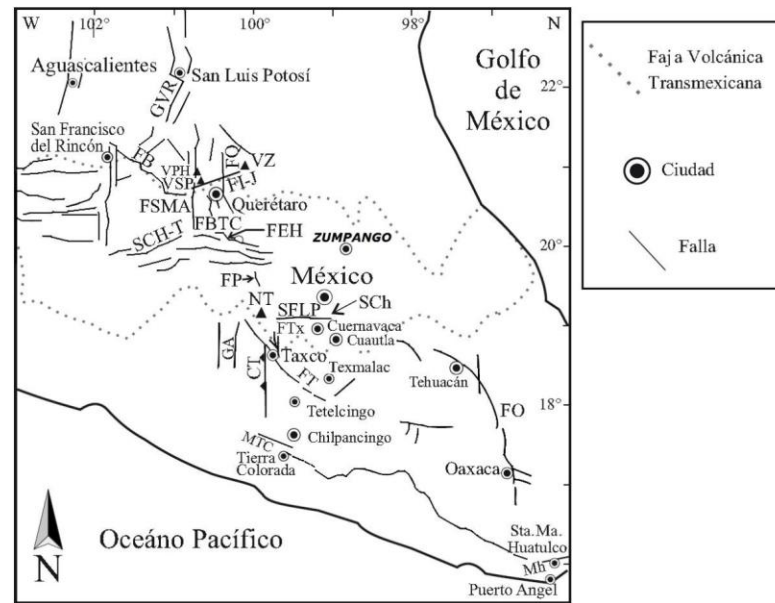 W 102° 100° 98° N
Aguascalientes
San Luis Potosí
Golfo
de
México
22°
GVR
San Francisco
del Rincón
FB
VPH
VSP
FQ
VZ
FI-J
Querétaro
FSMA
FBTC
FEH
SCH-T
ZUMPANGO
20°
México
FP
NT
SFLP
SCh
FTx
Cuernavaca
Cuautla
GA
CT
Taxco
FT
Texmalac
Tehuacán
Tetelcingo
18°
FO
Chilpancingo
MTC
Tierra
Colorada
Oaxaca
Océano Pacífico
N
Sta.Ma.
Huatulco
Mh
Puerto Angel
Faja Volcánica
Transmexicana
Ciudad
Falla